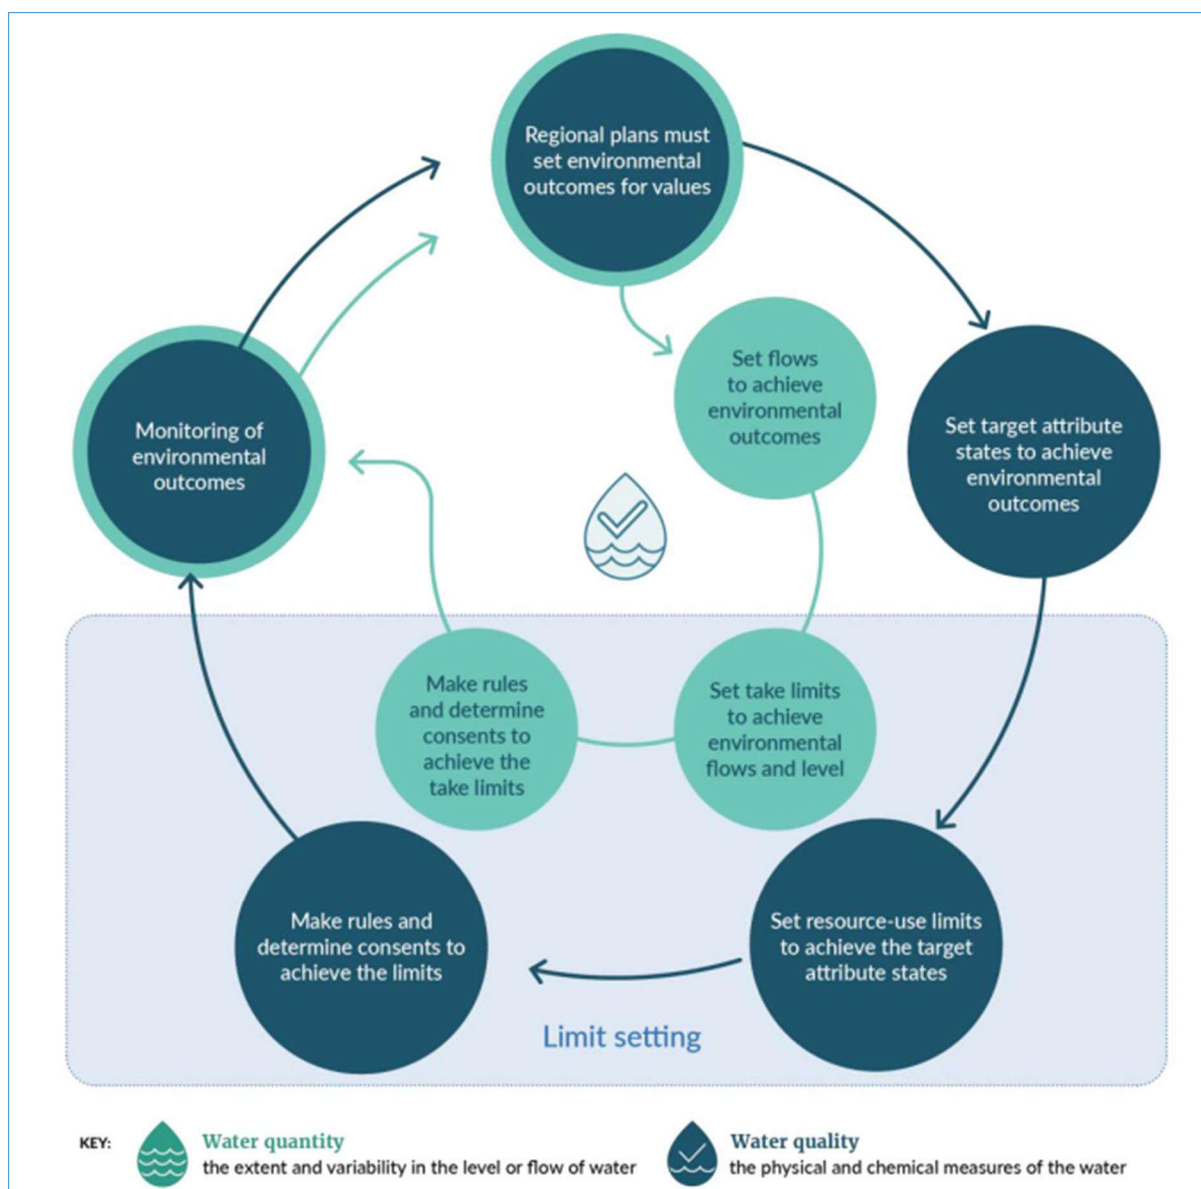 Regional plans must
set environmental
outcomes for values
Set flows
to achieve
environmental
outcomes
Set target attribute
states to achieve
environmental
outcomes
Monitoring of
environmental
outcomes
Make rules
and determine
consents to
achieve the
take limits
Set take limits
to achieve
environmental
flows and level
Make rules and
determine consents to
achieve the limits
Set resource-use limits
to achieve the target
attribute states
Limit setting
KEY:
Water quantity
the extent and variability in the level or flow of water
Water quality
the physical and chemical measures of the water